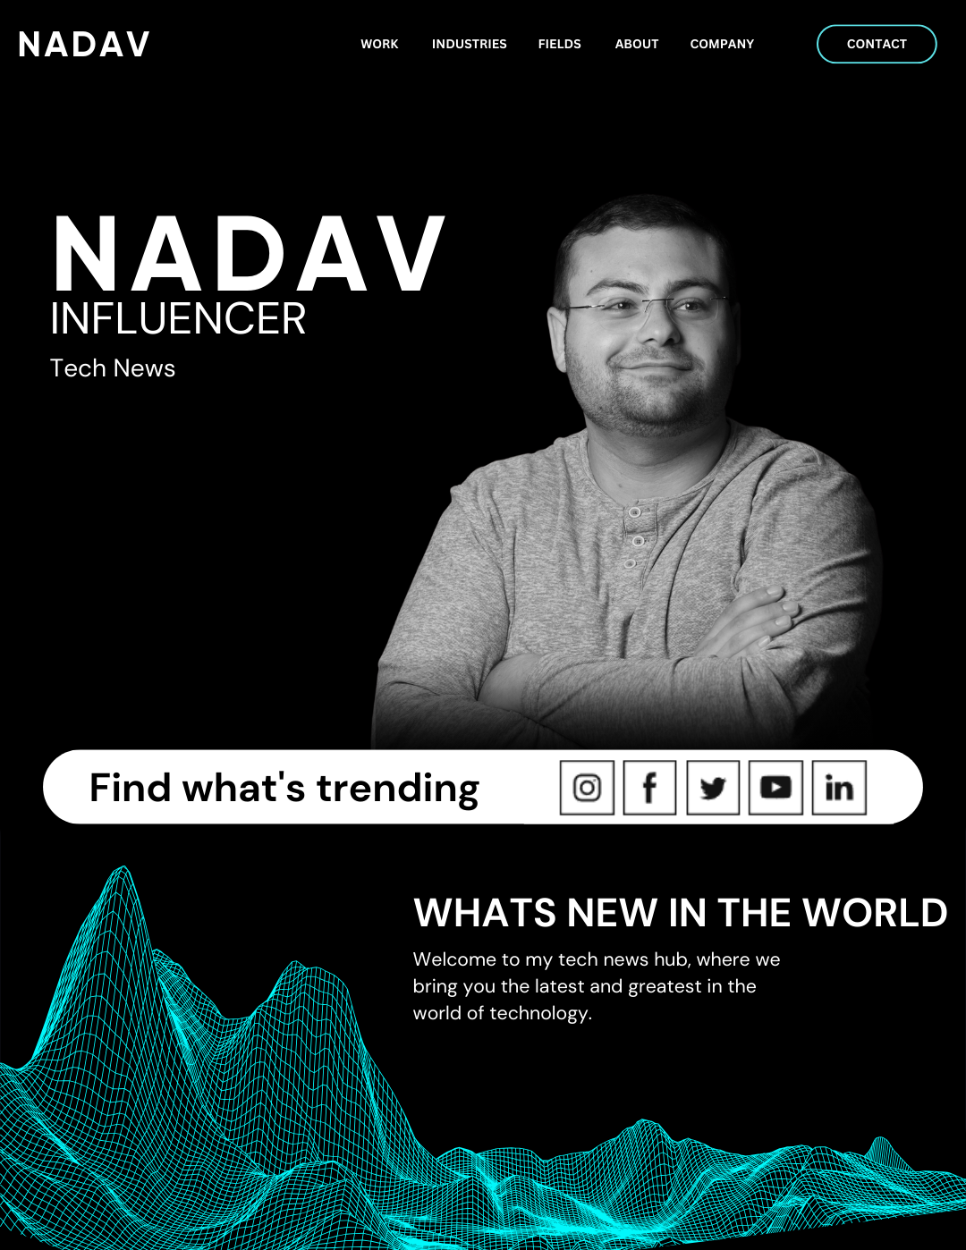 NADAV
WORK INDUSTRIES FIELDS ABOUT COMPANY CONTACT
NADAV
INFLUENCER
Tech News
Find what's trending
WHATS NEW IN THE WORLD
Welcome to my tech news hub, where we
bring you the latest and greatest in the
world of technology.